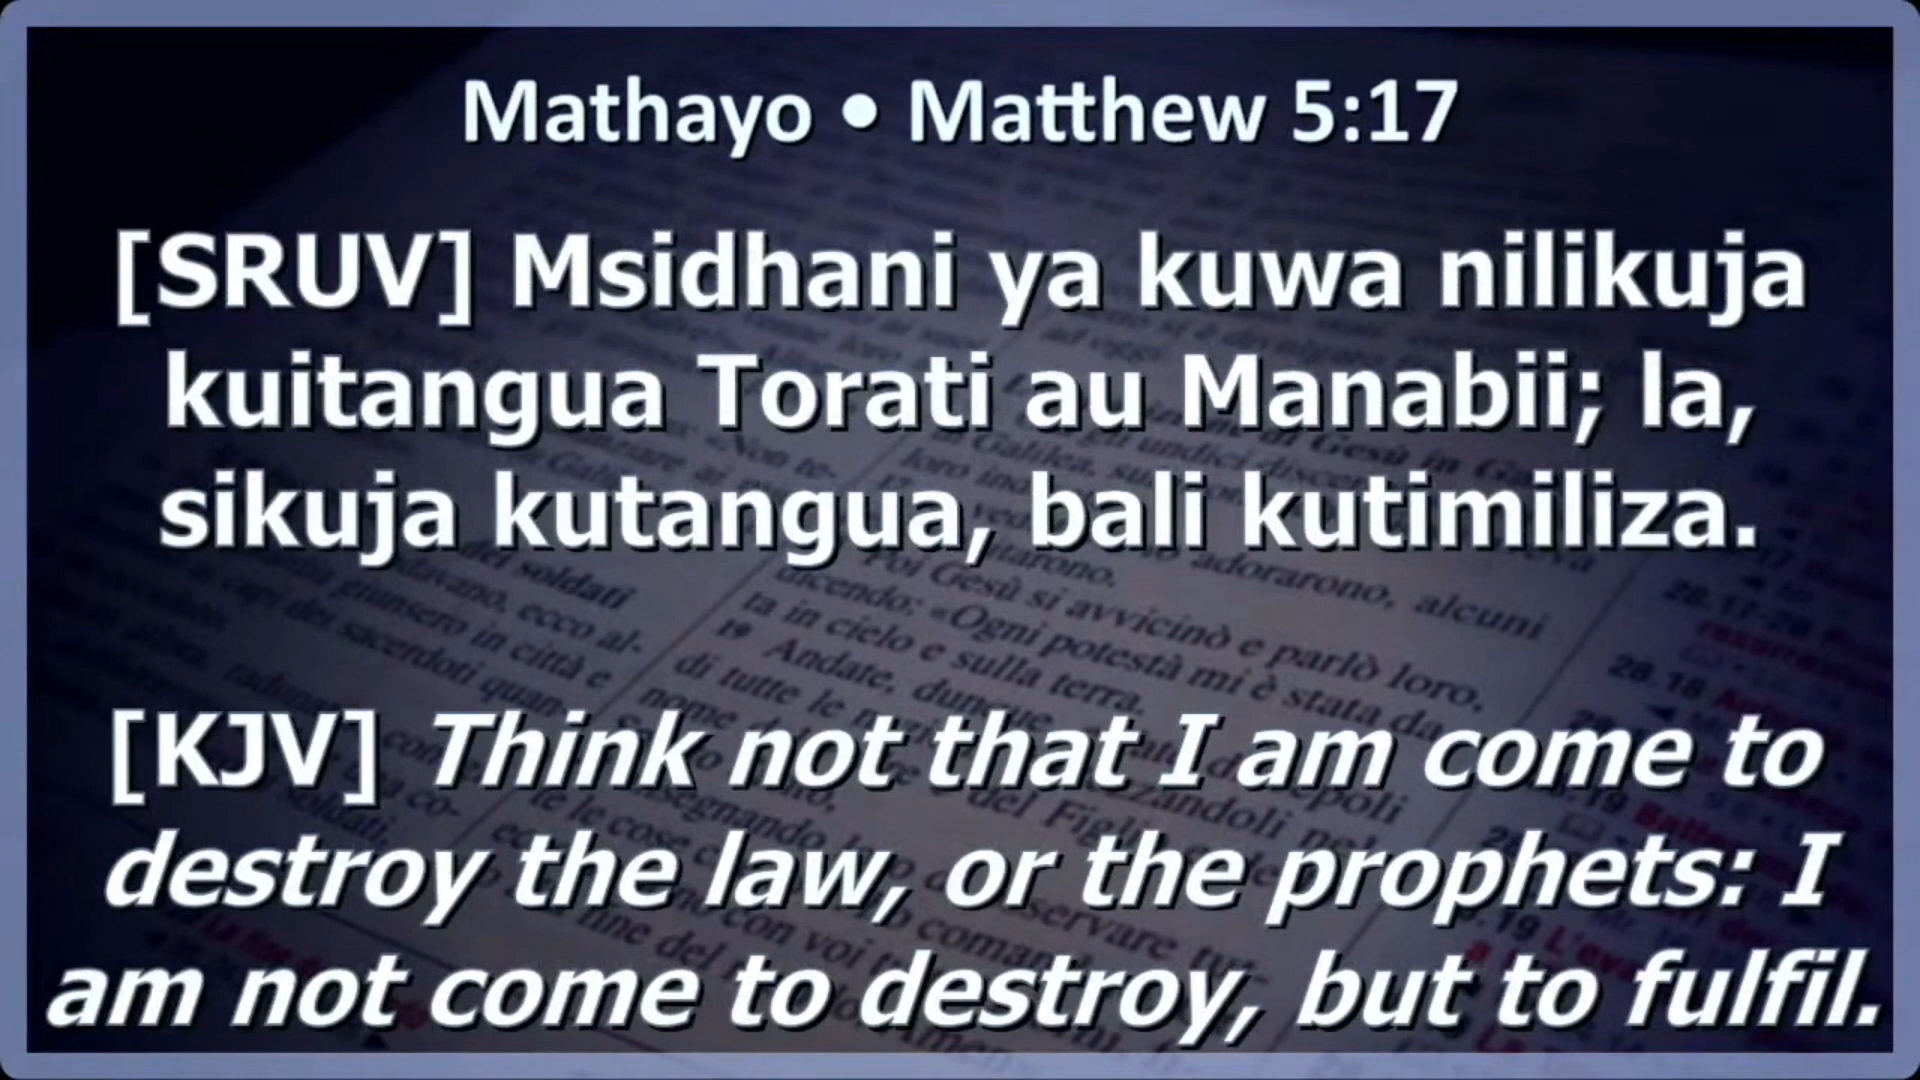 Mathayo • Matthew 5:17
[SRUV] Msidhani ya kuwa nilikuja
kuitangua Torati au Manabii; la,
sikuja kutangua, bali kutimiliza.
[KJV] Think not that I am come to
destroy the law, or the prophets: I
am not come to destroy, but to fulfil.